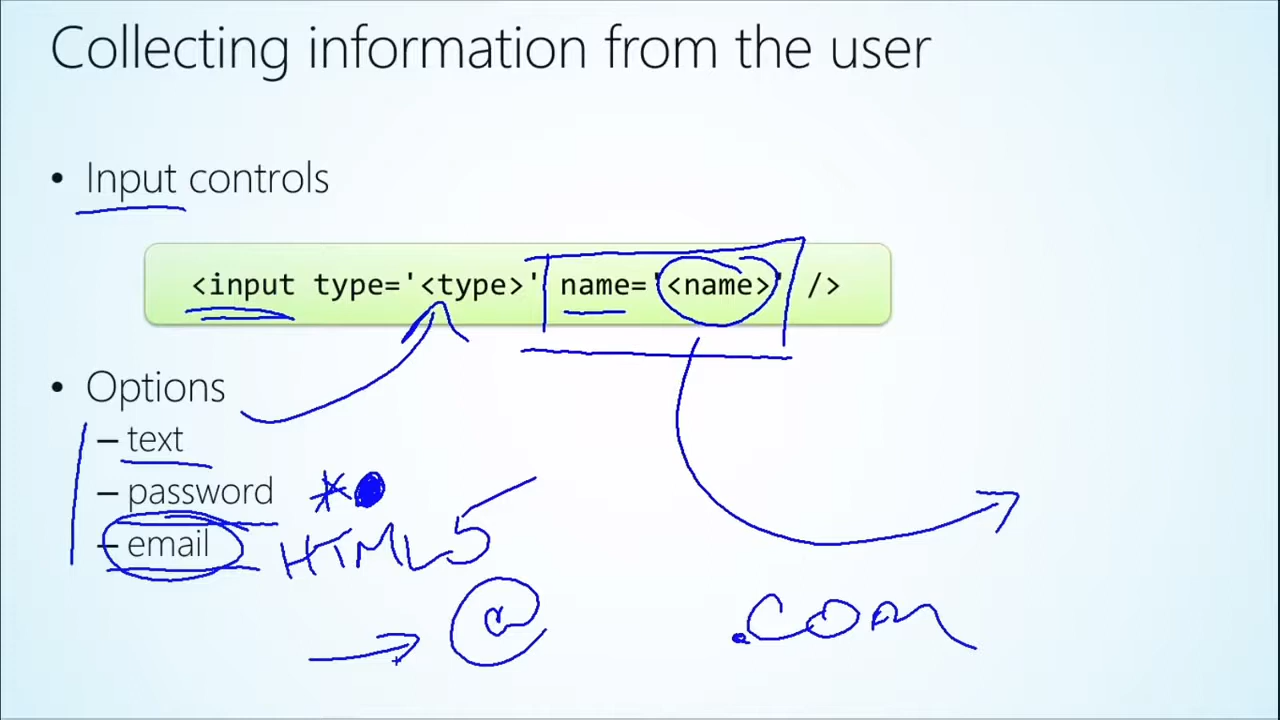 Collecting information from the user
• Input controls
<input type='<type>' name='<name>' />
• Options
– text
– password *
– email HTML5
@ .com